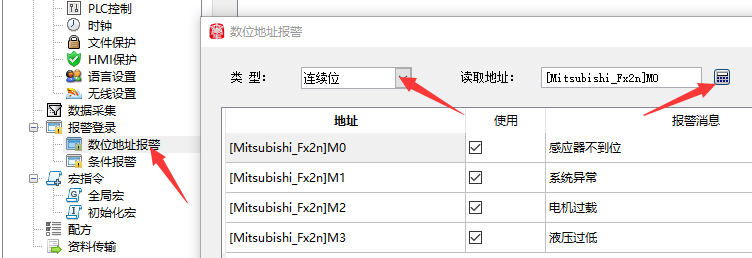 PLC控制
时钟
文件保护
HMI保护
语言设置
无线设置
数据采集
报警登录
数位地址报警
条件报警
宏指令
全局宏
初始化宏
配方
资料传输
数位地址报警
类 型: 连续位 读取地址: [Mitsubishi_Fx2n]M0
地址 使用 报警消息
[Mitsubishi_Fx2n]M0 感应器不到位
[Mitsubishi_Fx2n]M1 系统异常
[Mitsubishi_Fx2n]M2 电机过载
[Mitsubishi_Fx2n]M3 液压过低